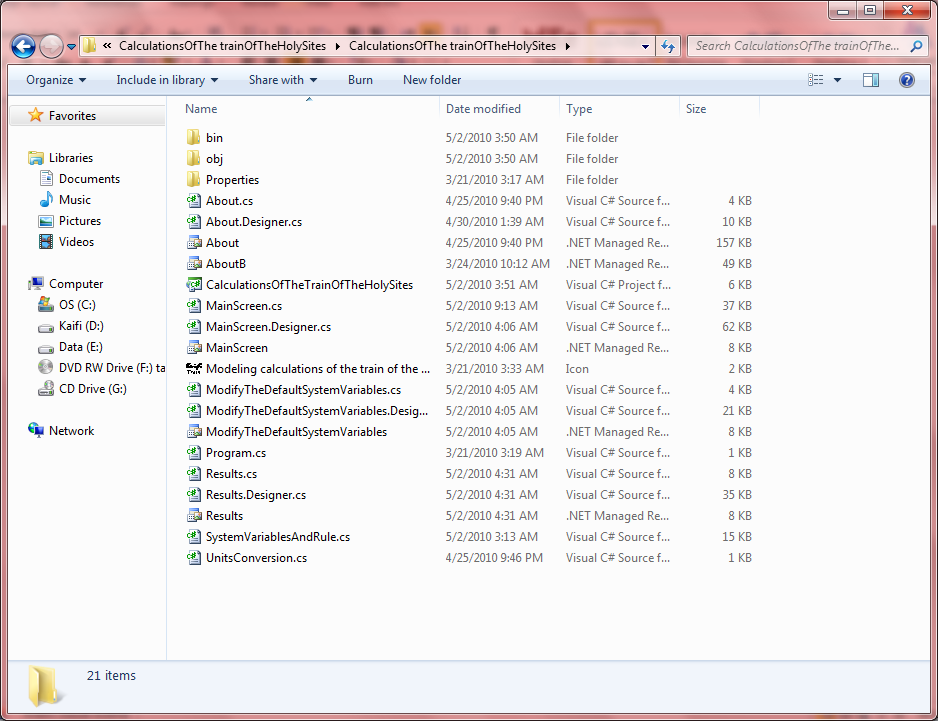 « CalculationsOfThe trainOfTheHolySites CalculationsOfThe trainOfTheHolySites Search CalculationsOfThe trainOfThe...
Organize Include in library Share with Burn New folder
Name Date modified Type Size
Favorites
Libraries
Documents
Music
Pictures
Videos
Computer
OS (C:)
Kaifi (D:)
Data (E:)
DVD RW Drive (F:) ta
CD Drive (G:)
Network
bin 5/2/2010 3:50 AM File folder
obj 5/2/2010 3:50 AM File folder
Properties 3/21/2010 3:17 AM File folder
About.cs 4/25/2010 9:40 PM Visual C# Source f... 4 KB
About.Designer.cs 4/30/2010 1:39 AM Visual C# Source f... 10 KB
About 4/25/2010 9:40 PM .NET Managed Re... 157 KB
AboutB 3/24/2010 10:12 AM .NET Managed Re... 49 KB
CalculationsOfTheTrainOfTheHolySites 5/2/2010 3:51 AM Visual C# Project f... 6 KB
MainScreen.cs 5/2/2010 9:13 AM Visual C# Source f... 37 KB
MainScreen.Designer.cs 5/2/2010 4:06 AM Visual C# Source f... 62 KB
MainScreen 5/2/2010 4:06 AM .NET Managed Re... 8 KB
Modeling calculations of the train of the ... 3/21/2010 3:33 AM Icon 2 KB
ModifyTheDefaultSystemVariables.cs 5/2/2010 4:05 AM Visual C# Source f... 4 KB
ModifyTheDefaultSystemVariables.Desig... 5/2/2010 4:05 AM Visual C# Source f... 21 KB
ModifyTheDefaultSystemVariables 5/2/2010 4:05 AM .NET Managed Re... 8 KB
Program.cs 3/21/2010 3:19 AM Visual C# Source f... 1 KB
Results.cs 5/2/2010 4:31 AM Visual C# Source f... 8 KB
Results.Designer.cs 5/2/2010 4:31 AM Visual C# Source f... 35 KB
Results 5/2/2010 4:31 AM .NET Managed Re... 8 KB
SystemVariablesAndRule.cs 5/2/2010 3:13 AM Visual C# Source f... 15 KB
UnitsConversion.cs 4/25/2010 9:46 PM Visual C# Source f... 1 KB
21 items